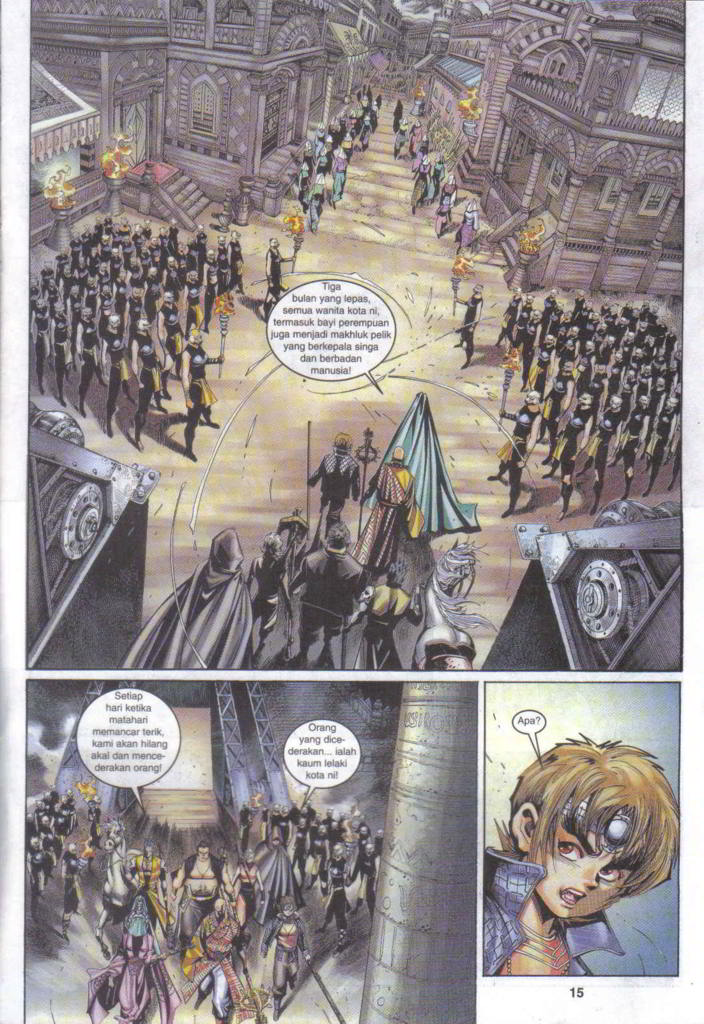 Tiga
bulan yang lepas,
semua wanita kota ni,
termasuk bayi perempuan
juga menjadi makhluk pelik
yang berkepala singa
dan berbadan
manusia!
Setiap
hari ketika
matahari
memancar terik,
kami akan hilang
akal dan mence-
derakan orang!
Orang
yang dice-
derakan... ialah
kaum lelaki
kota ni!
Apa?
15